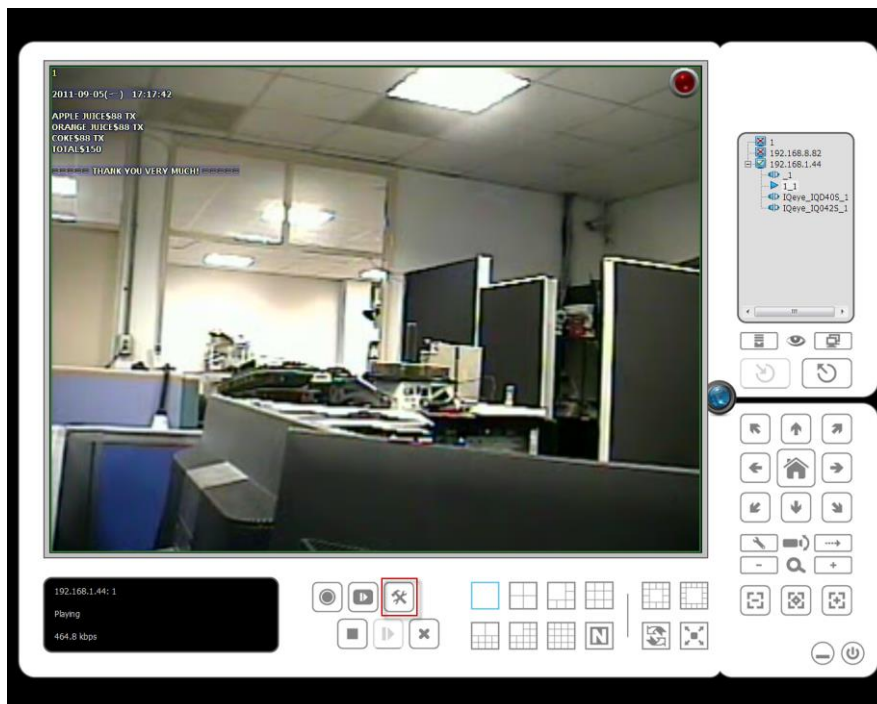 1
2011-09-05( ) 17:17:42
APPLE JUICE$88 TX
ORANGE JUICE$88 TX
COKE$88 TX
TOTAL$150
===== THANK YOU VERY MUCH! =====
1
192.168.8.82
192.168.1.44
_1
1_1
IQeye_IQD40S_1
IQeye_IQ042S_1
192.168.1.44: 1
Playing
464.8 kbps
N